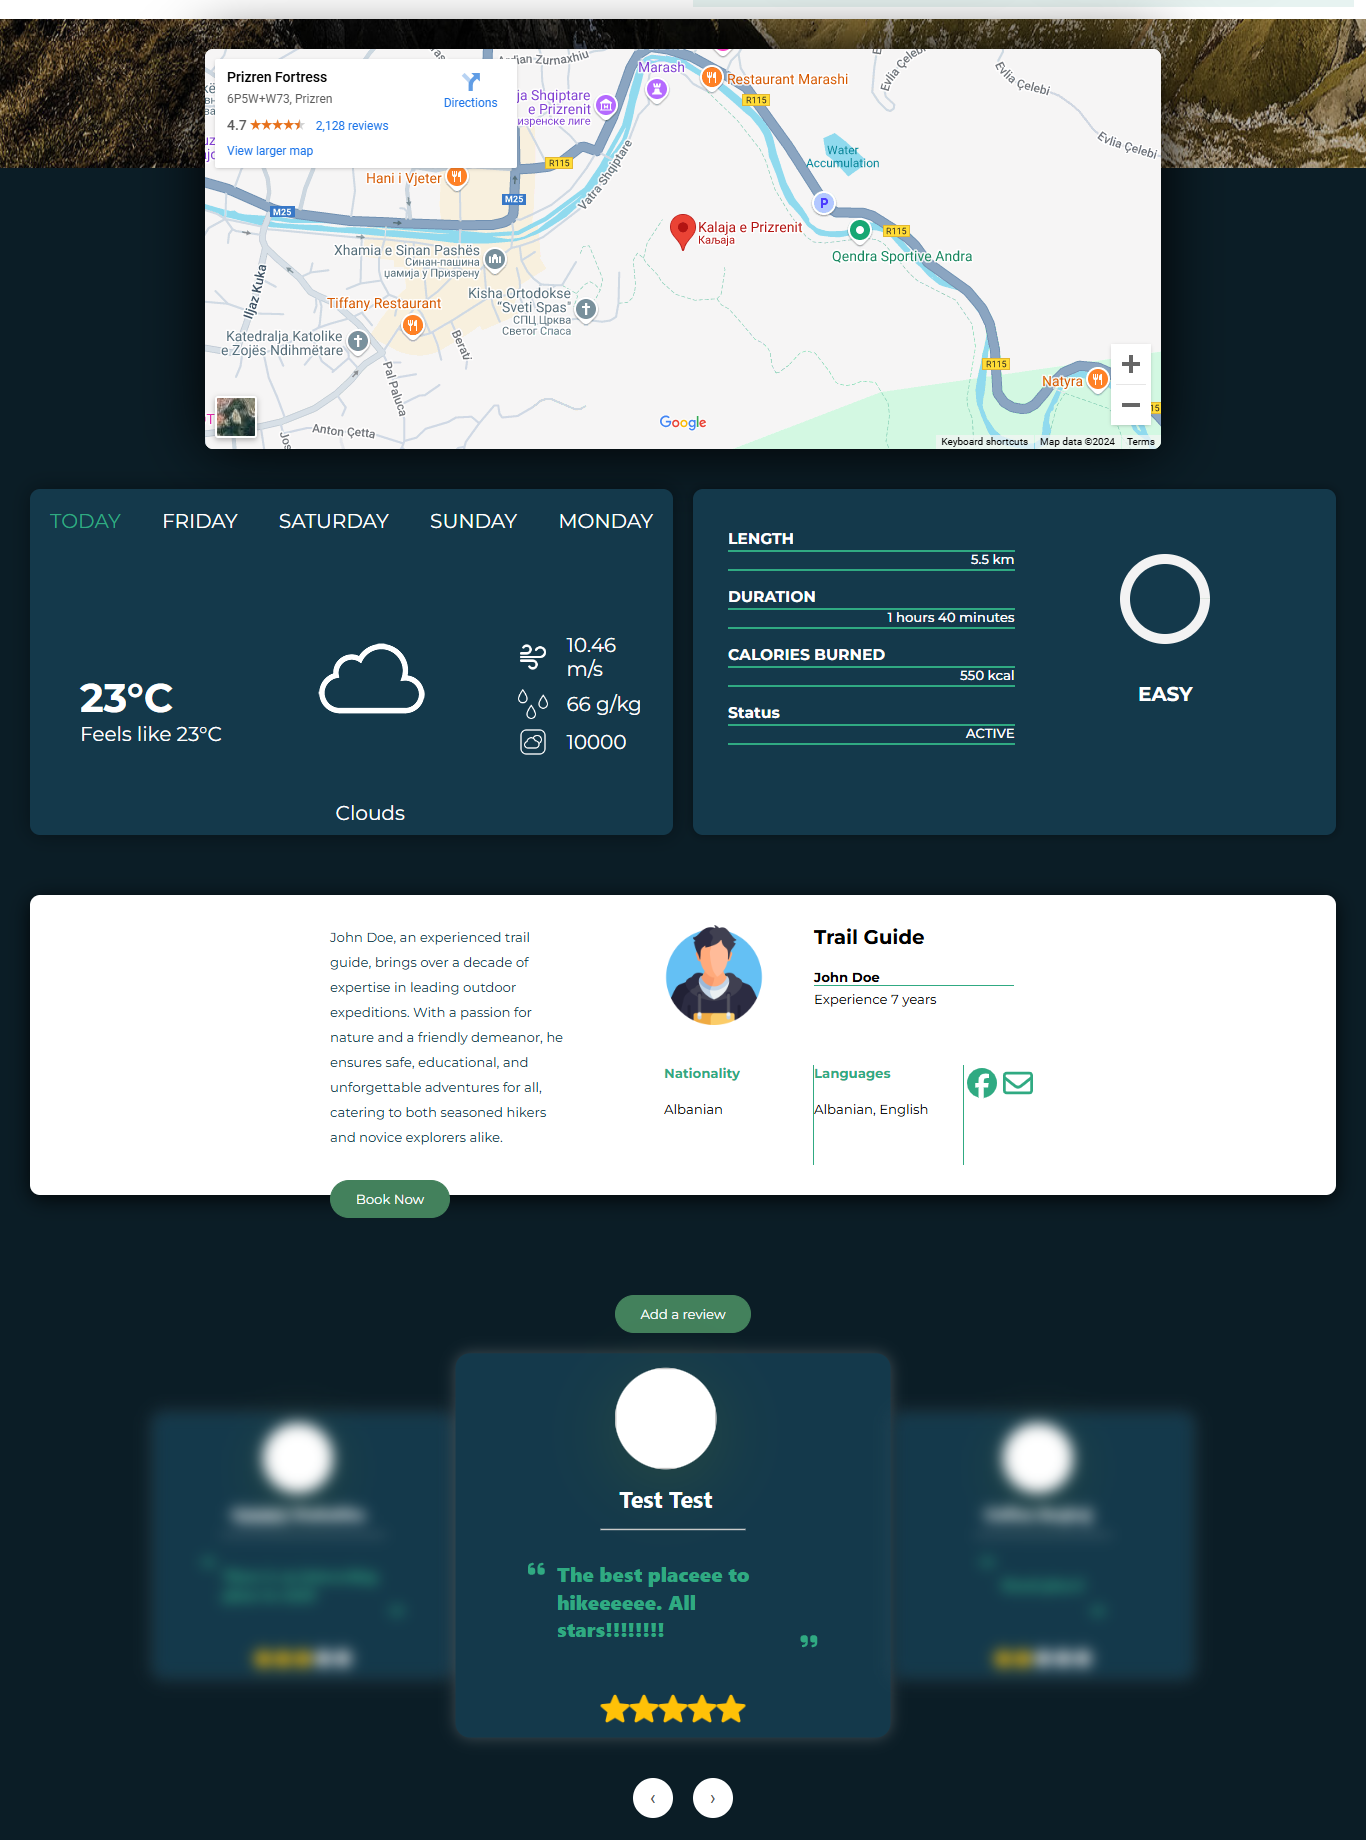 Prizren Fortress
6P5W+W73, Prizren
4.7
2,128 reviews
View larger map
Directions
Ardian Zurnaxhiu
Marash
Restaurant Marashi
R115
Evlia Çelebi
Evlia Çelebi
Evlia Çelebi
ja Shqiptare
e Prizrenit
изренске лиге
Water
Accumulation
R115
Hani i Vjeter
M25
M25
Vatra Shqiptare
P
R115
Kalaja e Prizrenit
Каљаја
Qendra Sportive Andra
Xhamia e Sinan Pashës
Синан-пашина
џамија у Призрену
Iljaz Kuka
Kisha Ortodokse
"Sveti Spas"
СПЦ Црква
Светог Спаса
Tiffany Restaurant
Katedralja Katolike
e Zojës Ndihmëtare
Berati
Pal Paluca
R115
Natyra
15
Anton Çetta
Jos
Google
Keyboard shortcuts
Map data ©2024
Terms
TODAY
FRIDAY
SATURDAY
SUNDAY
MONDAY
23°C
Feels like 23°C
10.46
m/s
66 g/kg
10000
Clouds
LENGTH
5.5 km
DURATION
1 hours 40 minutes
CALORIES BURNED
550 kcal
Status
ACTIVE
EASY
John Doe, an experienced trail
guide, brings over a decade of
expertise in leading outdoor
expeditions. With a passion for
nature and a friendly demeanor, he
ensures safe, educational, and
unforgettable adventures for all,
catering to both seasoned hikers
and novice explorers alike.
Book Now
Trail Guide
John Doe
Experience 7 years
Nationality
Albanian
Languages
Albanian, English
Add a review
Test Test
“ The best placeee to
hikeeeeee. All
stars!!!!!!!! ”
‹
›